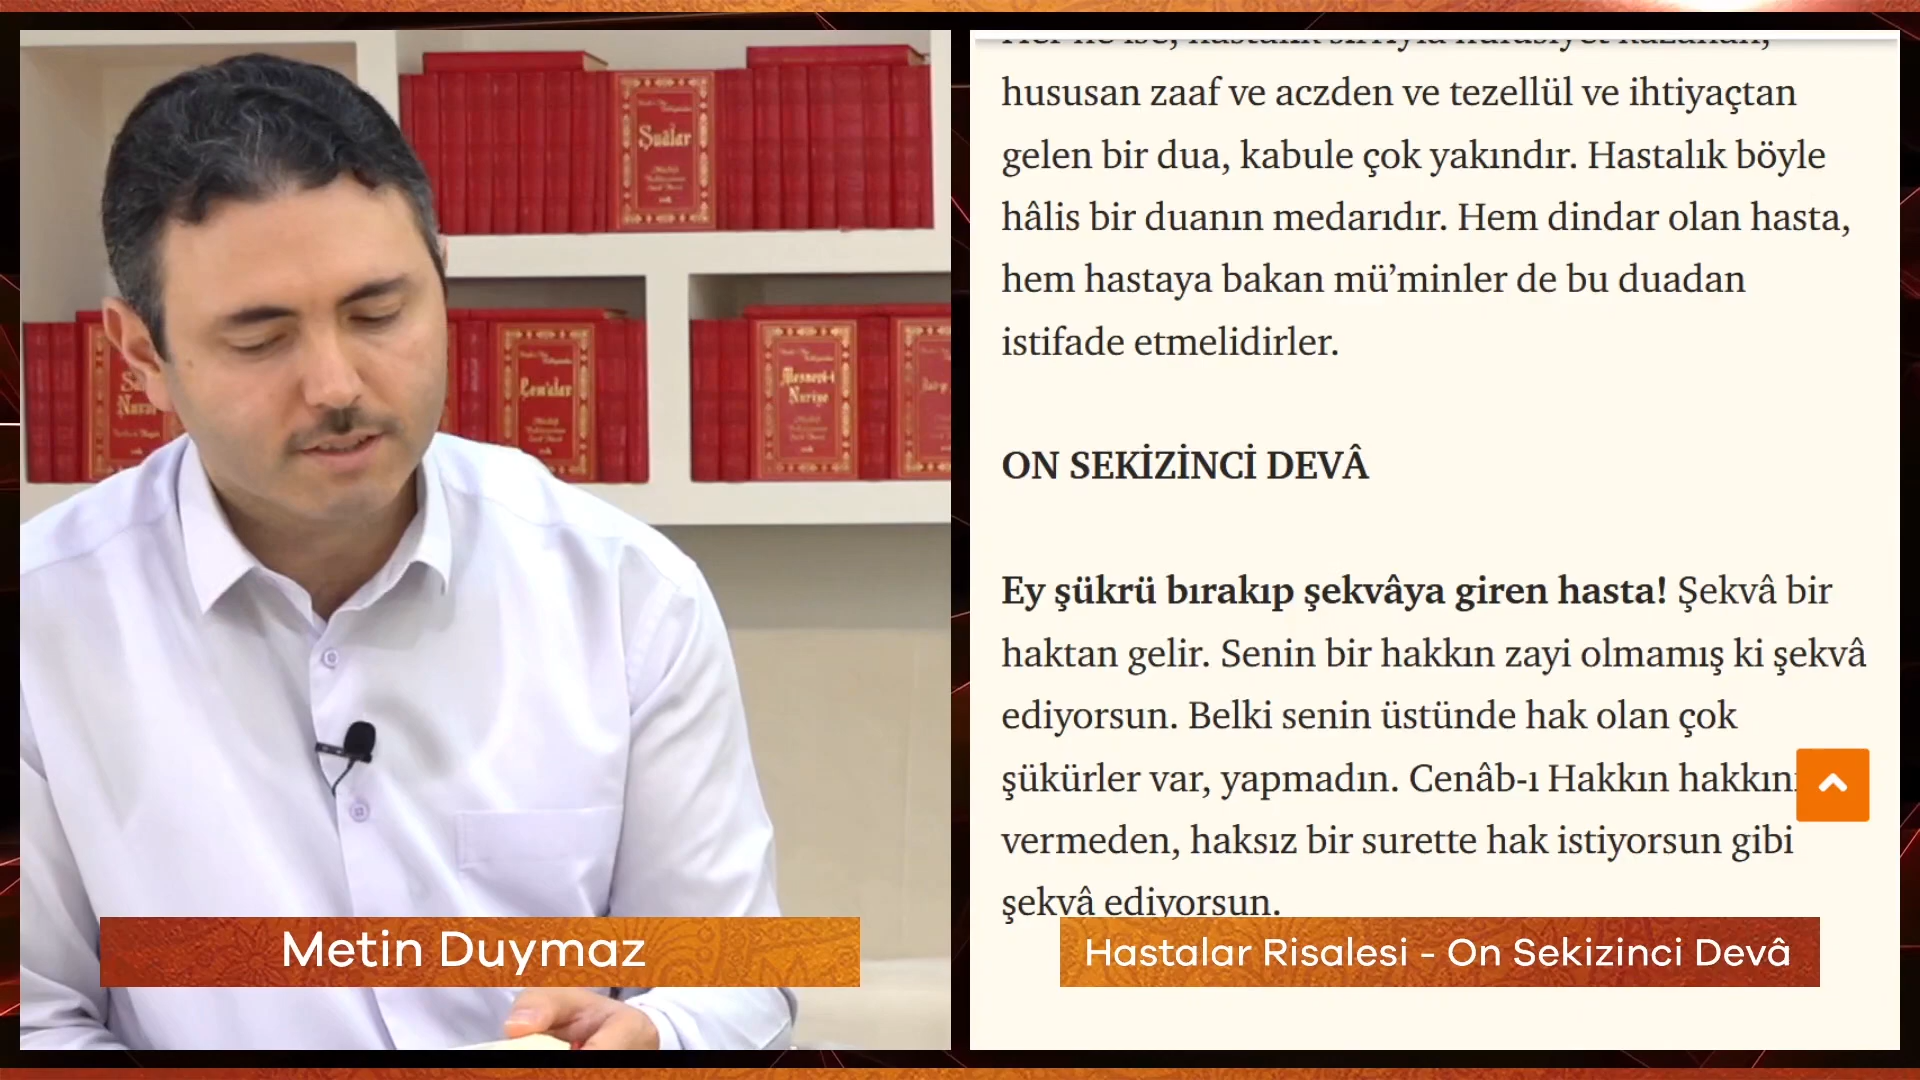 hususan zaaf ve aczden ve tezellül ve ihtiyaçtan
gelen bir dua, kabule çok yakındır. Hastalık böyle
hâlis bir duanın medarıdır. Hem dindar olan hasta,
hem hastaya bakan mü’minler de bu duadan
istifade etmelidirler.
ON SEKİZİNCİ DEVÂ
Ey şükrü bırakıp şekvâya giren hasta! Şekvâ bir
haktan gelir. Senin bir hakkın zayi olmamış ki şekvâ
ediyorsun. Belki senin üstünde hak olan çok
şükürler var, yapmadın. Cenâb-ı Hakkın hakkını
vermeden, haksız bir surette hak istiyorsun gibi
şekvâ ediyorsun.
Metin Duymaz
Hastalar Risalesi - On Sekizinci Devâ
Şuâlar
Lem'alar
Mesnevî-i
Nuriye